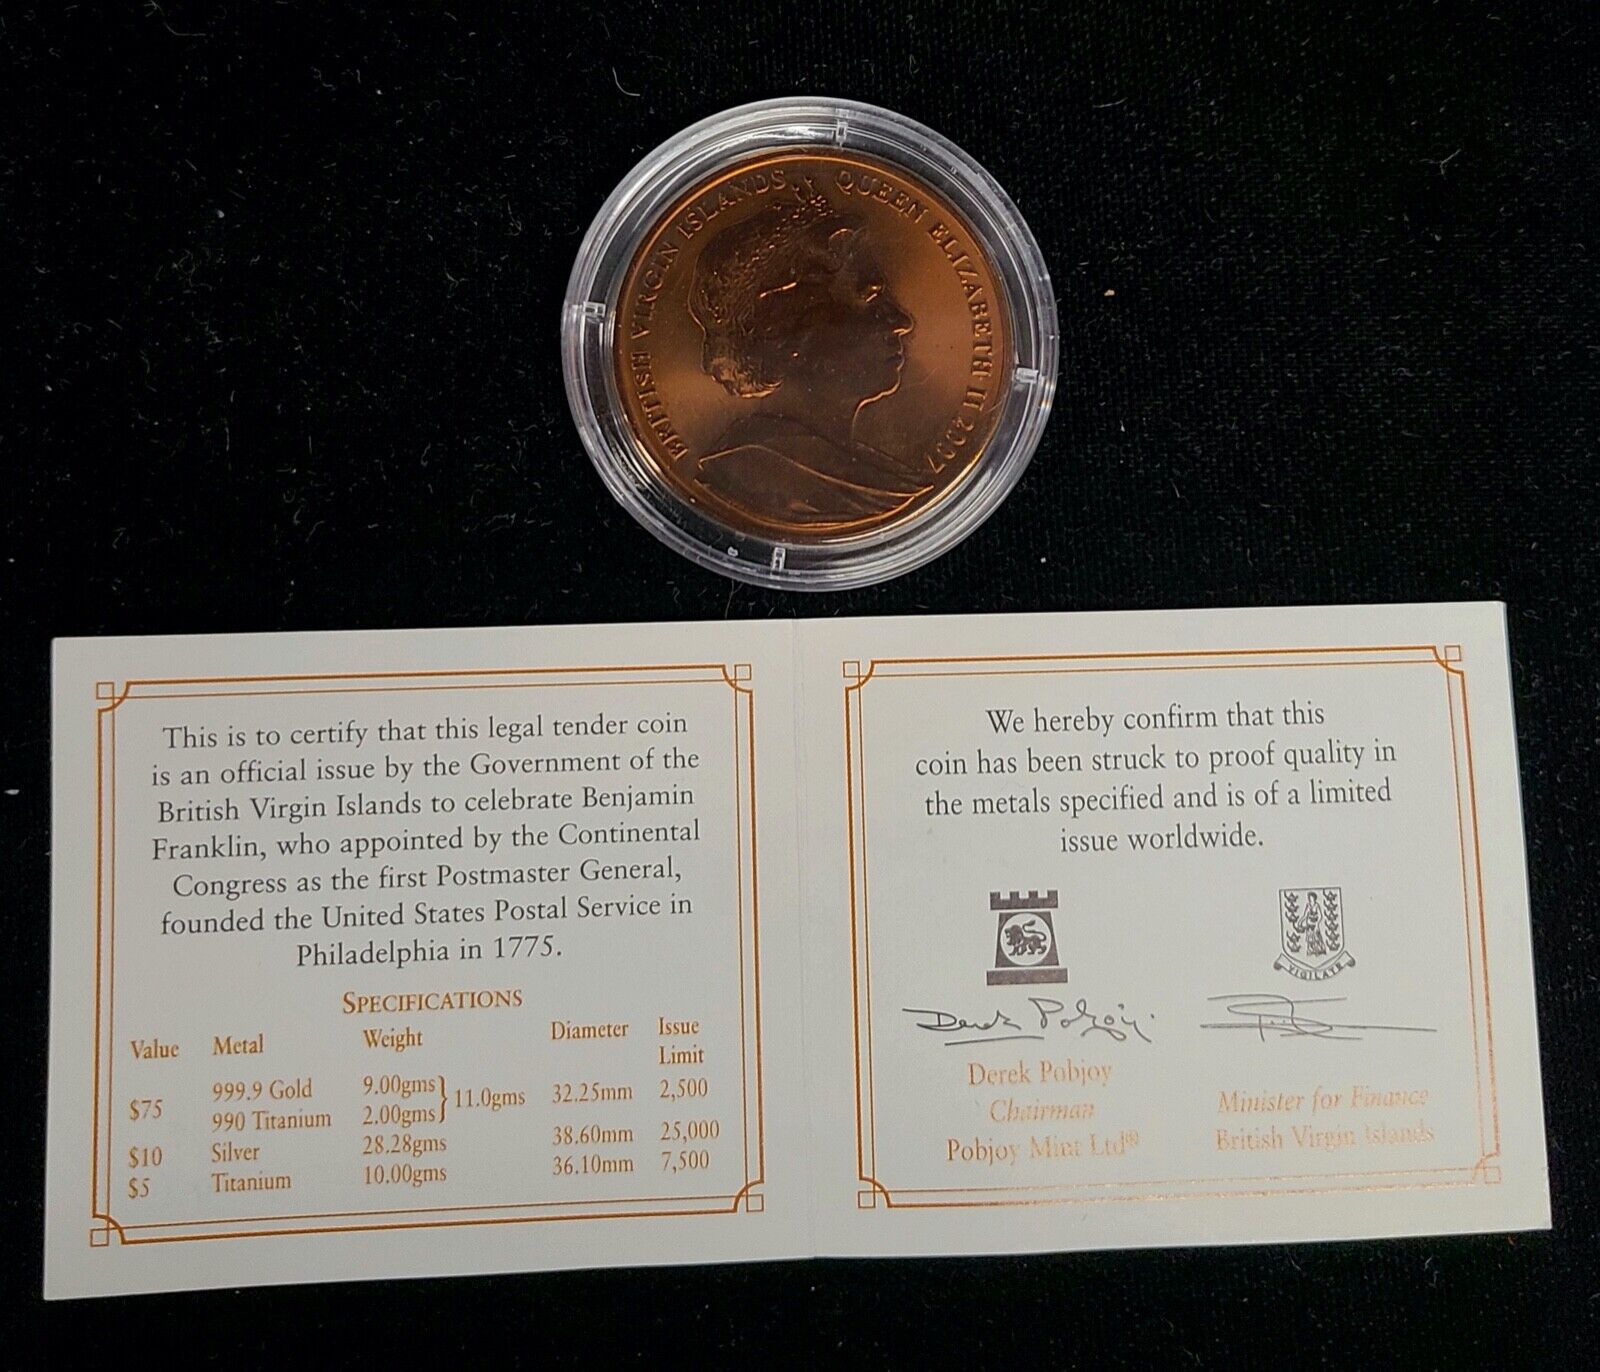 BRITISH VIRGIN ISLANDS QUEEN ELIZABETH II 2007
This is to certify that this legal tender coin
is an official issue by the Government of the
British Virgin Islands to celebrate Benjamin
Franklin, who appointed by the Continental
Congress as the first Postmaster General,
founded the United States Postal Service in
Philadelphia in 1775.
SPECIFICATIONS
Value Metal Weight Diameter Issue Limit
$75 999.9 Gold 9.00gms
990 Titanium 2.00gms } 11.0gms 32.25mm 2,500
$10 Silver 28.28gms 38.60mm 25,000
$5 Titanium 10.00gms 36.10mm 7,500
We hereby confirm that this
coin has been struck to proof quality in
the metals specified and is of a limited
issue worldwide.
VIGILATE
Derek Pobjoy
Derek Pobjoy
Chairman
Pobjoy Mint Ltd®
Minister for Finance
British Virgin Islands